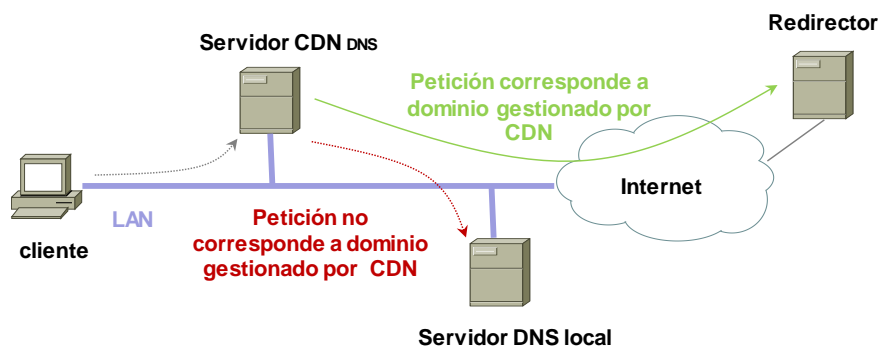 Redirector
Servidor CDN DNS
Petición corresponde a
dominio gestionado por
CDN
Internet
LAN
cliente
Petición no
corresponde a dominio
gestionado por CDN
Servidor DNS local